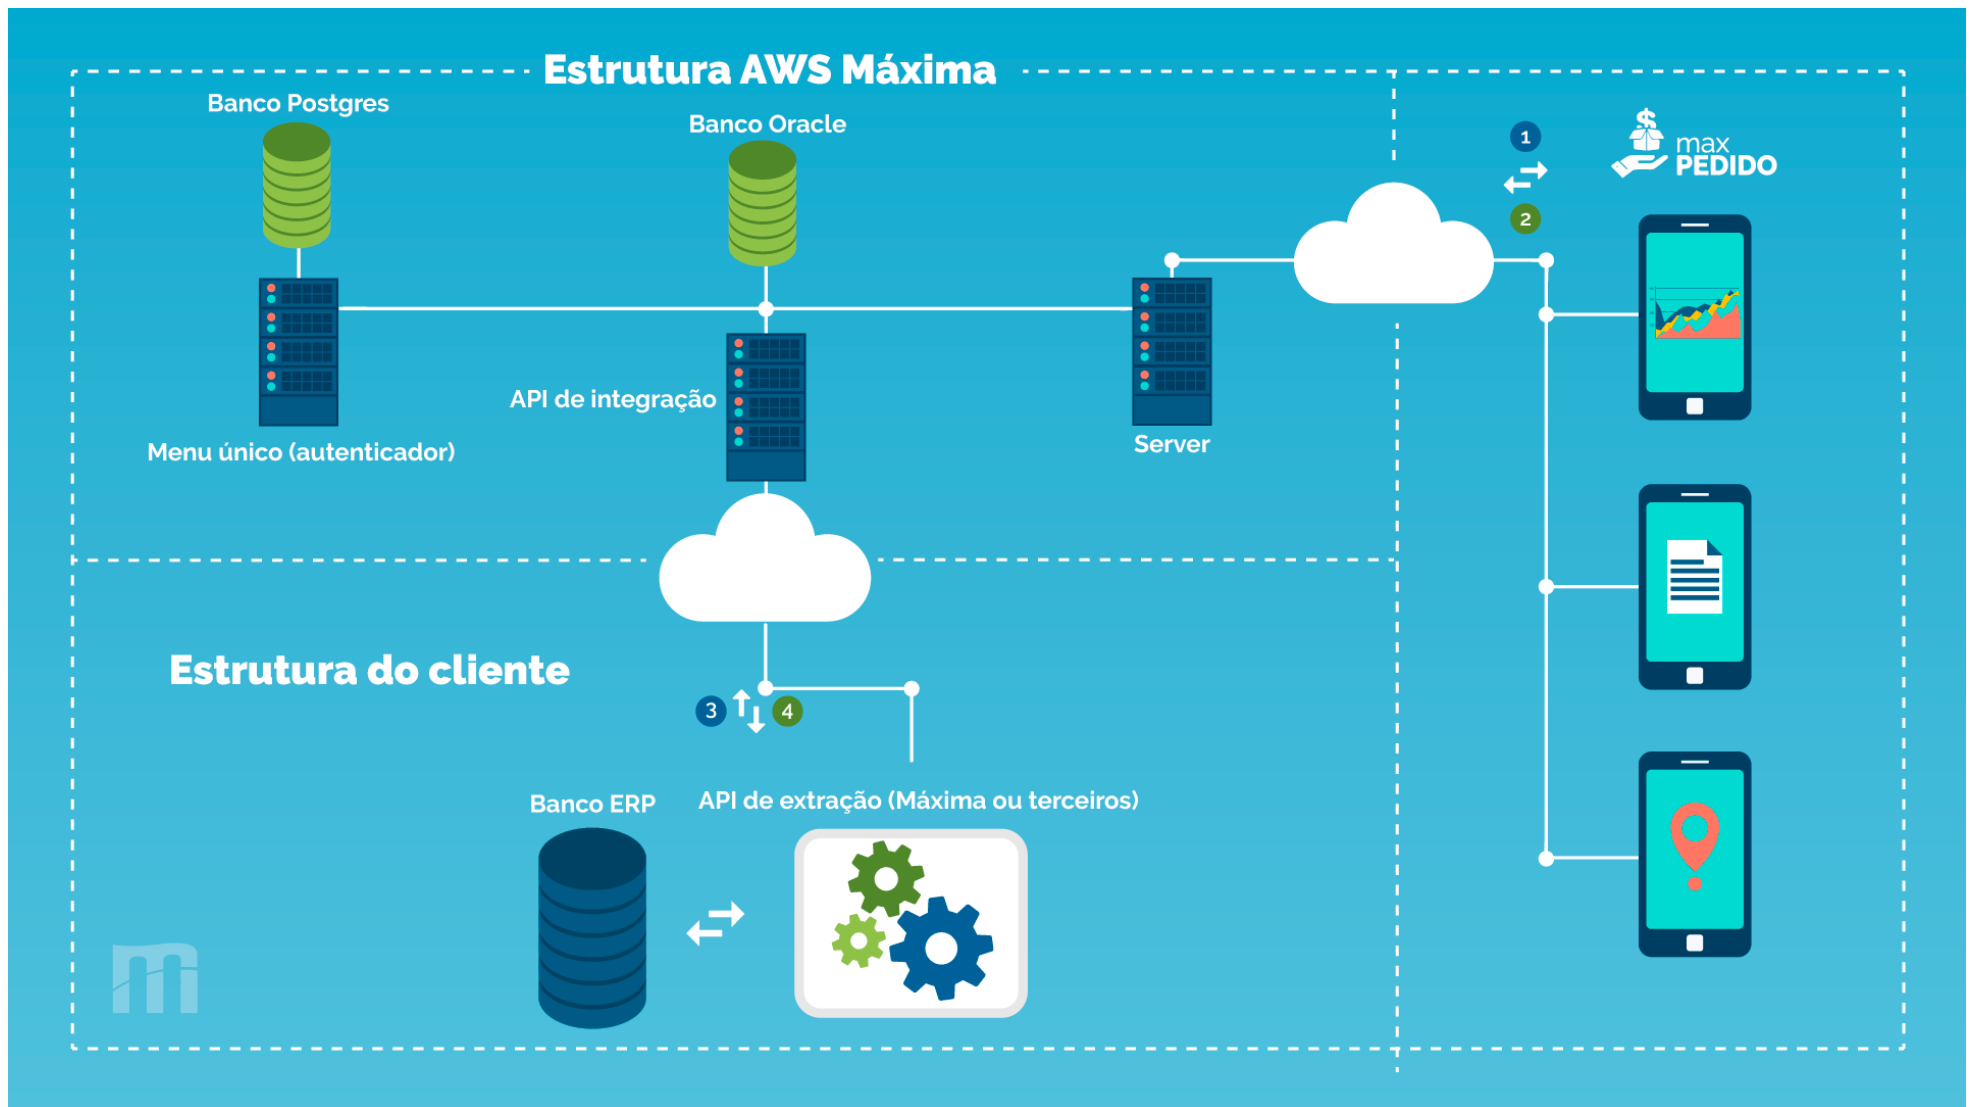 Estrutura AWS Máxima
Banco Postgres
Banco Oracle
1
2
max
PEDIDO
API de integração
Menu único (autenticador)
Server
Estrutura do cliente
3
4
Banco ERP
API de extração (Máxima ou terceiros)